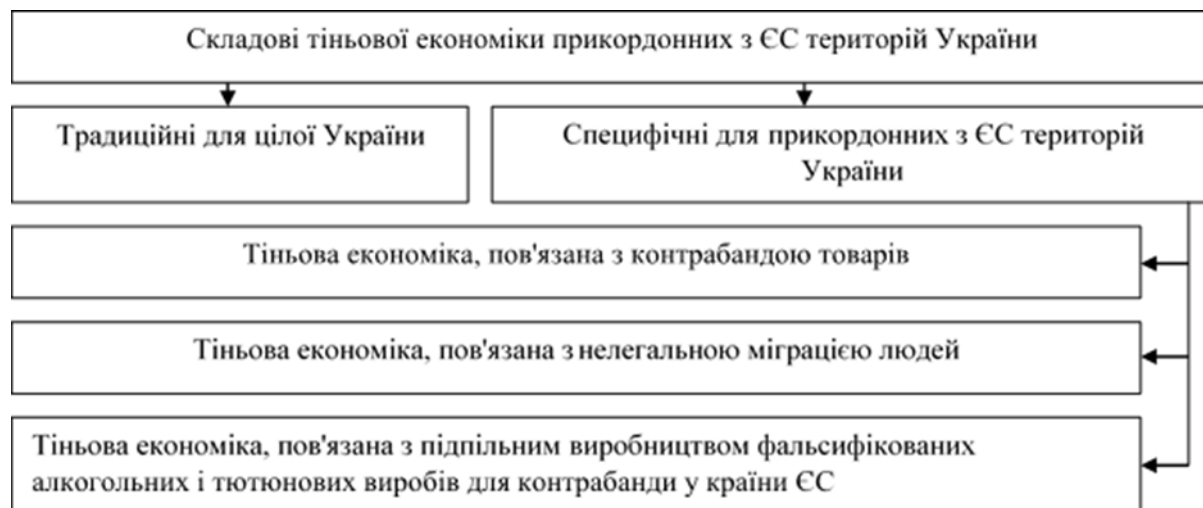 Складові тіньової економіки прикордонних з ЄС територій України
Традиційні для цілої України
Специфічні для прикордонних з ЄС територій
України
Тіньова економіка, пов'язана з контрабандою товарів
Тіньова економіка, пов'язана з нелегальною міграцією людей
Тіньова економіка, пов'язана з підпільним виробництвом фальсифікованих
алкогольних і тютюнових виробів для контрабанди у країни ЄС